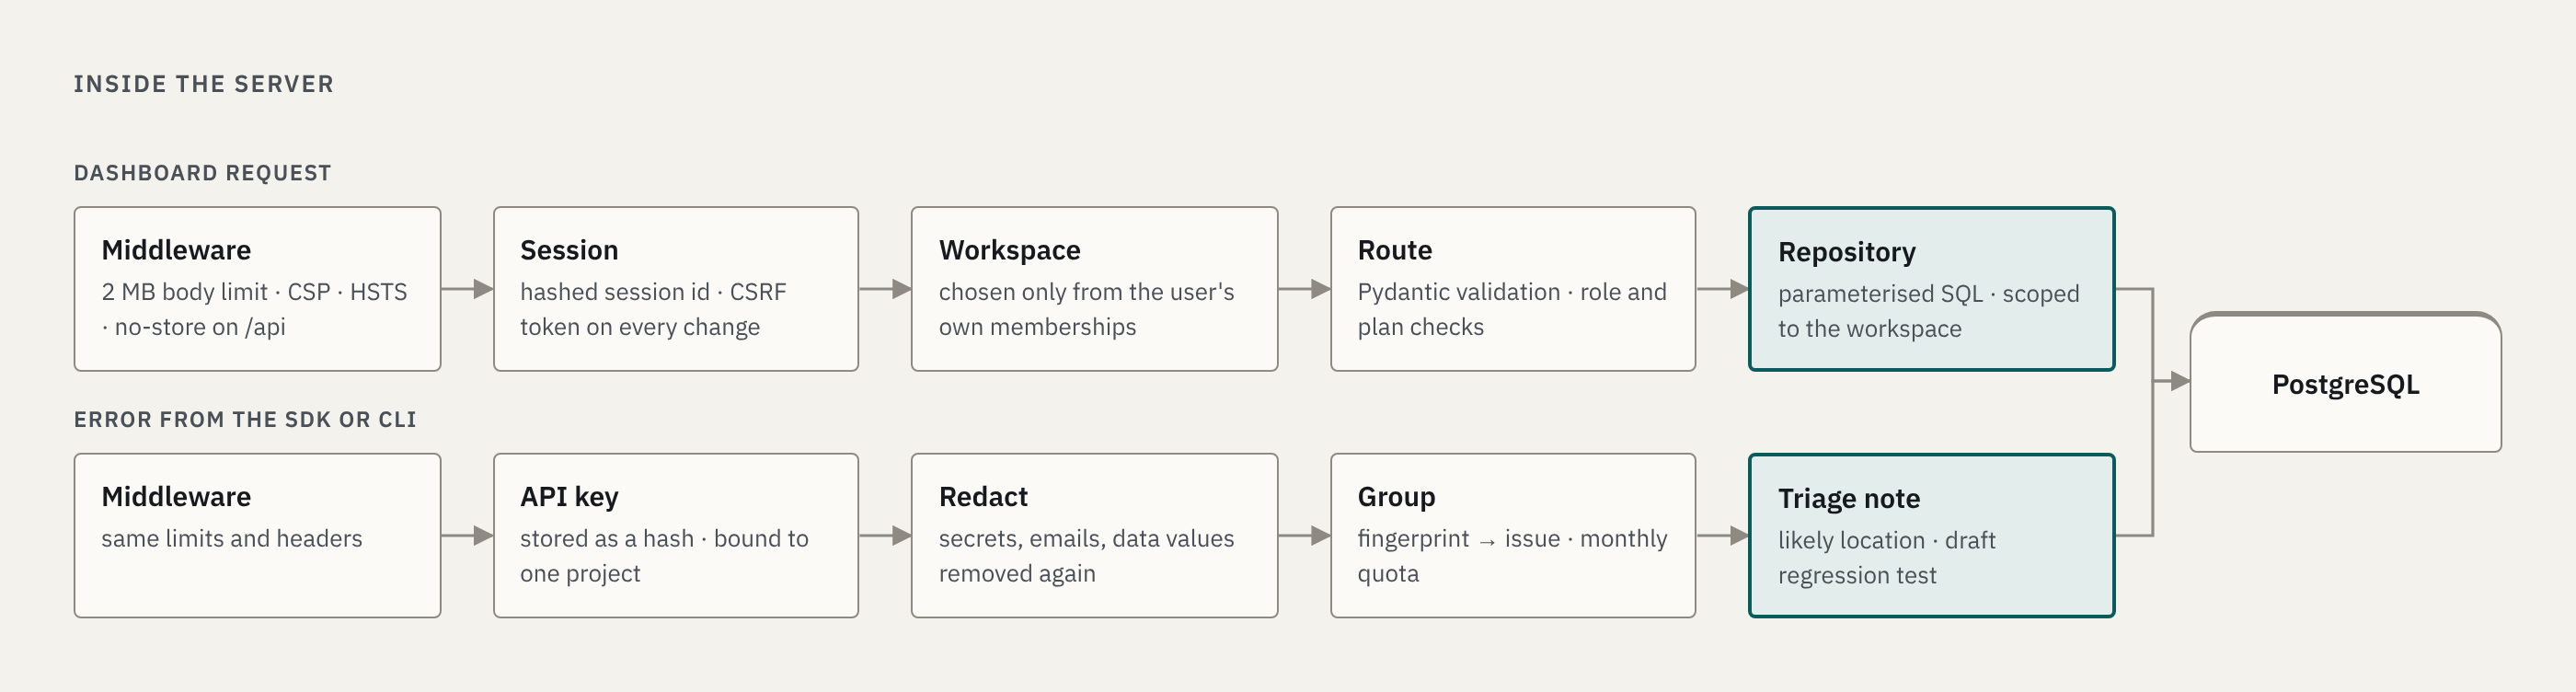 INSIDE THE SERVER
DASHBOARD REQUEST
Middleware
2 MB body limit · CSP · HSTS
· no-store on /api
Session
hashed session id · CSRF
token on every change
Workspace
chosen only from the user's
own memberships
Route
Pydantic validation · role and
plan checks
Repository
parameterised SQL · scoped
to the workspace
PostgreSQL
ERROR FROM THE SDK OR CLI
Middleware
same limits and headers
API key
stored as a hash · bound to
one project
Redact
secrets, emails, data values
removed again
Group
fingerprint → issue · monthly
quota
Triage note
likely location · draft
regression test